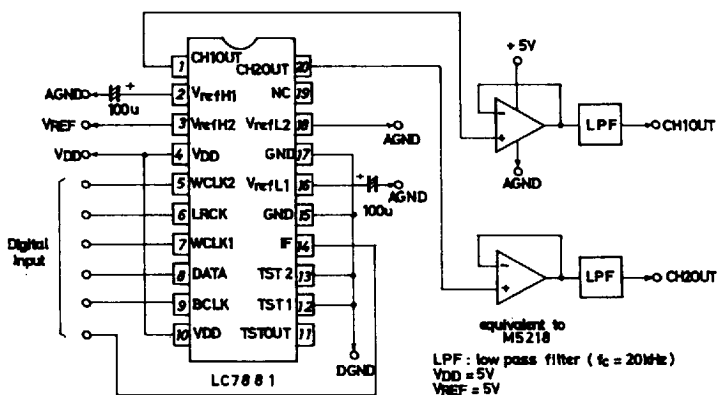 +5V
1 CH1OUT CH2OUT 20
AGND + 100u 2 VrefH1 NC 19
VREF 3 VrefH2 VrefL2 18 AGND
VDD 4 VDD GND 17
5 WCLK2 VrefL1 16 + 100u AGND
6 LRCK GND 15
7 WCLK1 IF 14
8 DATA TST2 13
9 BCLK TST1 12
10 VDD TSTOUT 11
Digital
Input
LC7881
DGND
- + LPF CH1OUT
AGND
- + LPF CH2OUT
equivalent to
M5218
LPF : low pass filter ( fc = 20kHz )
VDD = 5V
VREF = 5V